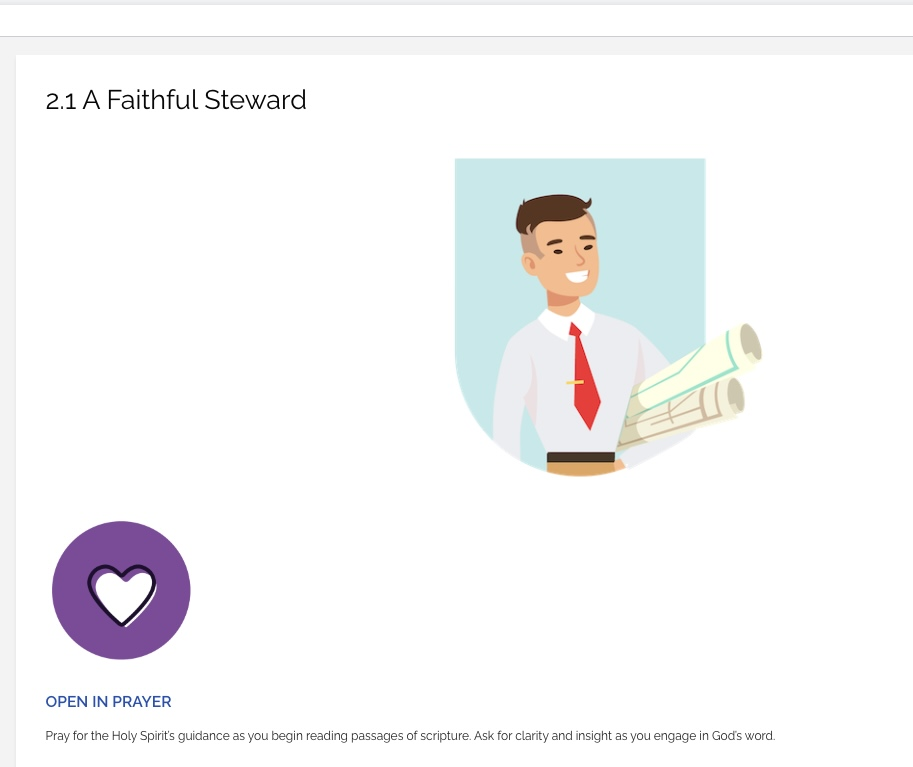 2.1 A Faithful Steward
OPEN IN PRAYER
Pray for the Holy Spirit's guidance as you begin reading passages of scripture. Ask for clarity and insight as you engage in God's word.